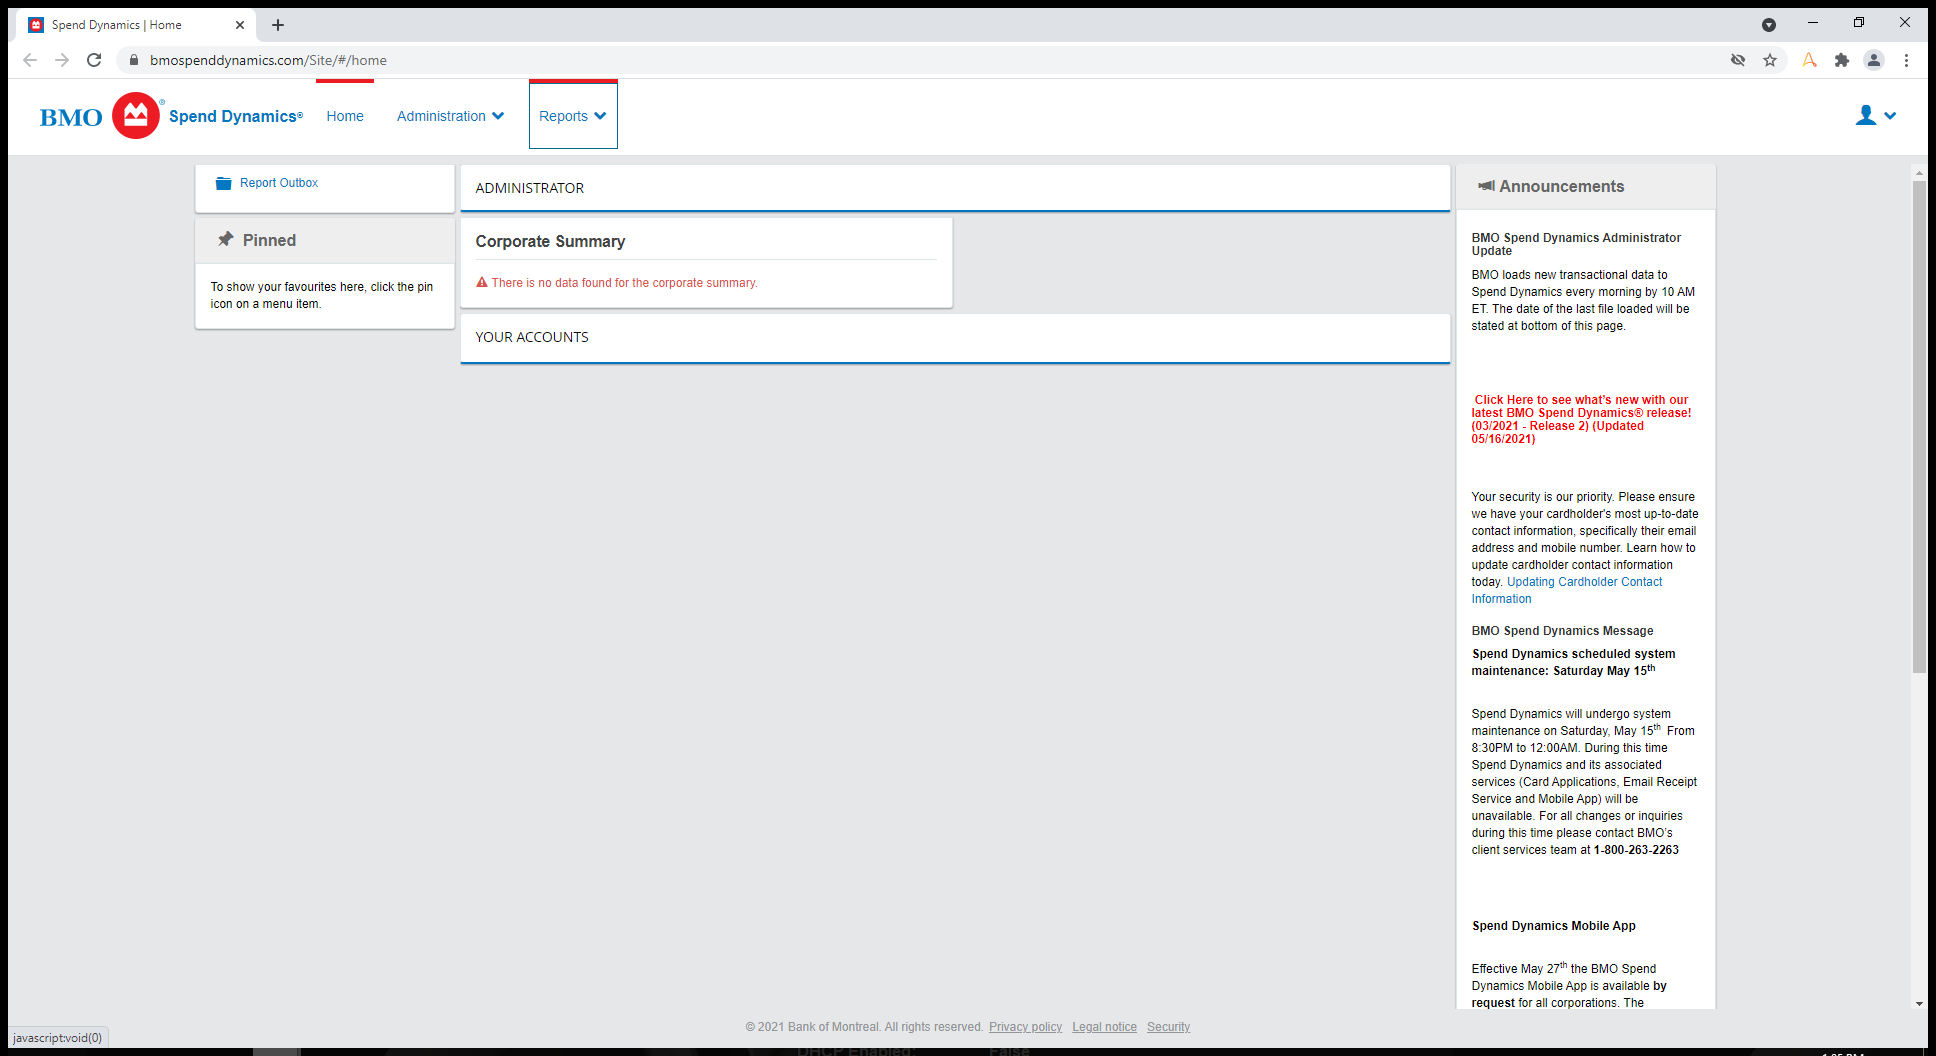 Spend Dynamics | Home
bmospenddynamics.com/Site/#/home
BMO ® Spend Dynamics® Home Administration Reports
Report Outbox
Pinned
To show your favourites here, click the pin
icon on a menu item.
ADMINISTRATOR
Corporate Summary
There is no data found for the corporate summary.
YOUR ACCOUNTS
Announcements
BMO Spend Dynamics Administrator
Update
BMO loads new transactional data to
Spend Dynamics every morning by 10 AM
ET. The date of the last file loaded will be
stated at bottom of this page.
Click Here to see what's new with our
latest BMO Spend Dynamics® release!
(03/2021 - Release 2) (Updated
05/16/2021)
Your security is our priority. Please ensure
we have your cardholder's most up-to-date
contact information, specifically their email
address and mobile number. Learn how to
update cardholder contact information
today. Updating Cardholder Contact
Information
BMO Spend Dynamics Message
Spend Dynamics scheduled system
maintenance: Saturday May 15th
Spend Dynamics will undergo system
maintenance on Saturday, May 15th From
8:30PM to 12:00AM. During this time
Spend Dynamics and its associated
services (Card Applications, Email Receipt
Service and Mobile App) will be
unavailable. For all changes or inquiries
during this time please contact BMO's
client services team at 1-800-263-2263
Spend Dynamics Mobile App
Effective May 27th the BMO Spend
Dynamics Mobile App is available by
request for all corporations. The
© 2021 Bank of Montreal. All rights reserved. Privacy policy Legal notice Security
javascript:void(0)
DHCP Enabled: False